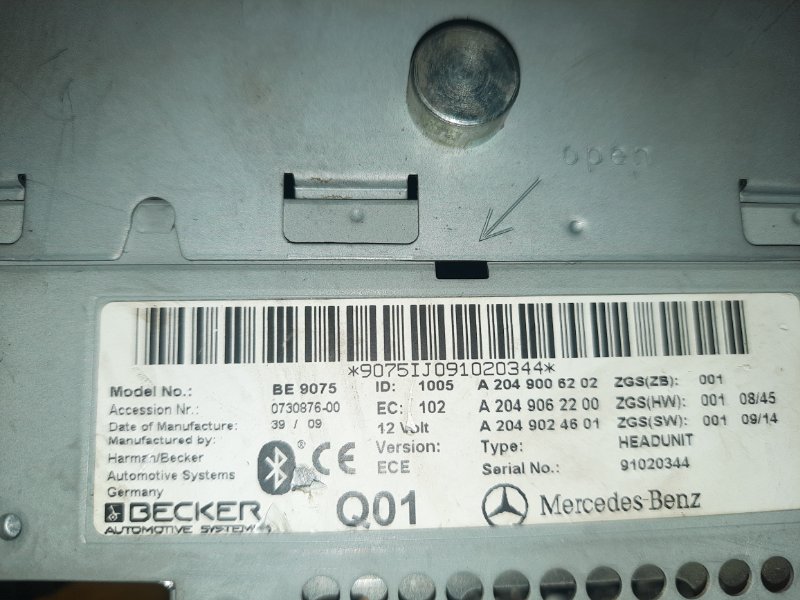 open
*9075IJ091020344*
Model No.: BE 9075 ID: 1005 A 204 900 62 02 ZGS(ZB): 001
Accession Nr.: 0730876-00 EC: 102 A 204 906 22 00 ZGS(HW): 001 08/45
Date of Manufacture: 39 / 09 12 Volt A 204 902 46 01 ZGS(SW): 001 09/14
Manufactured by: Version: Type: HEADUNIT
Harman/Becker CE ECE Serial No.: 91020344
Automotive Systems
Germany
BECKER Q01 Mercedes-Benz
AUTOMOTIVE SYSTEMS